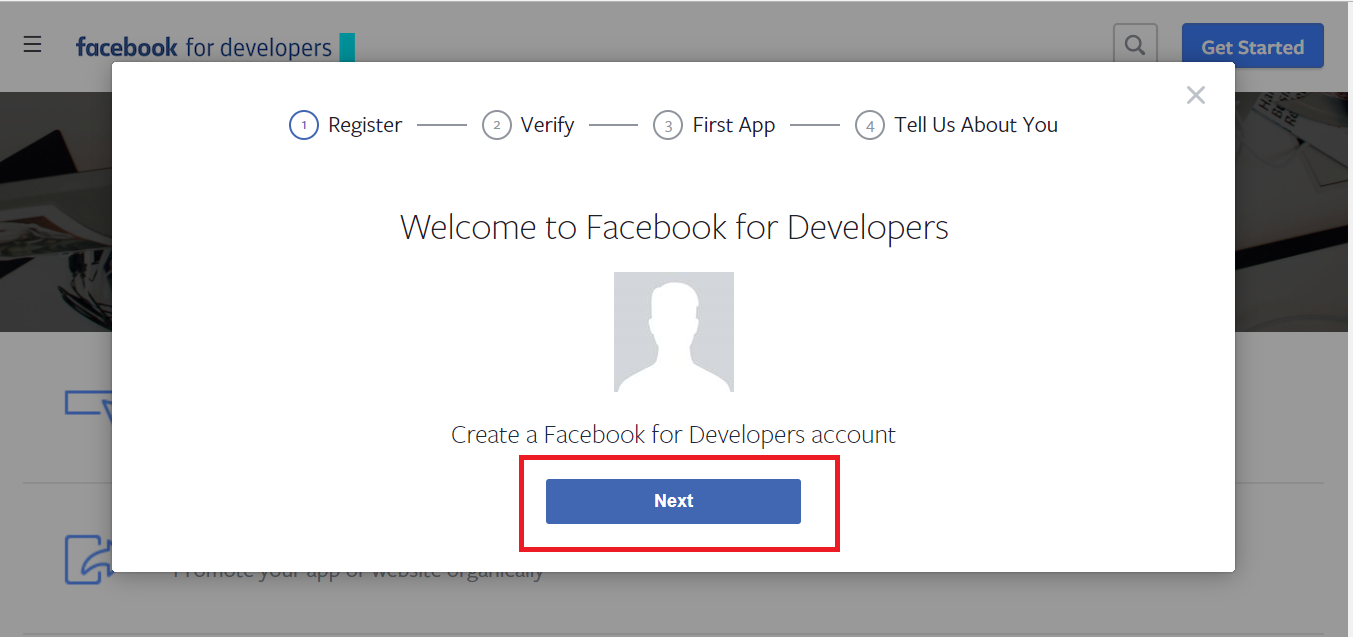 facebook for developers
Get Started
1 Register 2 Verify 3 First App 4 Tell Us About You
Welcome to Facebook for Developers
Create a Facebook for Developers account
Next
Promote your app or website organically